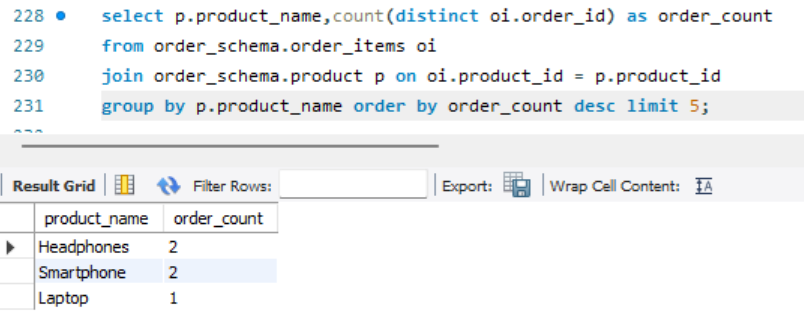 228 select p.product_name,count(distinct oi.order_id) as order_count
229 from order_schema.order_items oi
230 join order_schema.product p on oi.product_id = p.product_id
231 group by p.product_name order by order_count desc limit 5;
Result Grid Filter Rows: Export: Wrap Cell Content: IA
product_name order_count
Headphones 2
Smartphone 2
Laptop 1